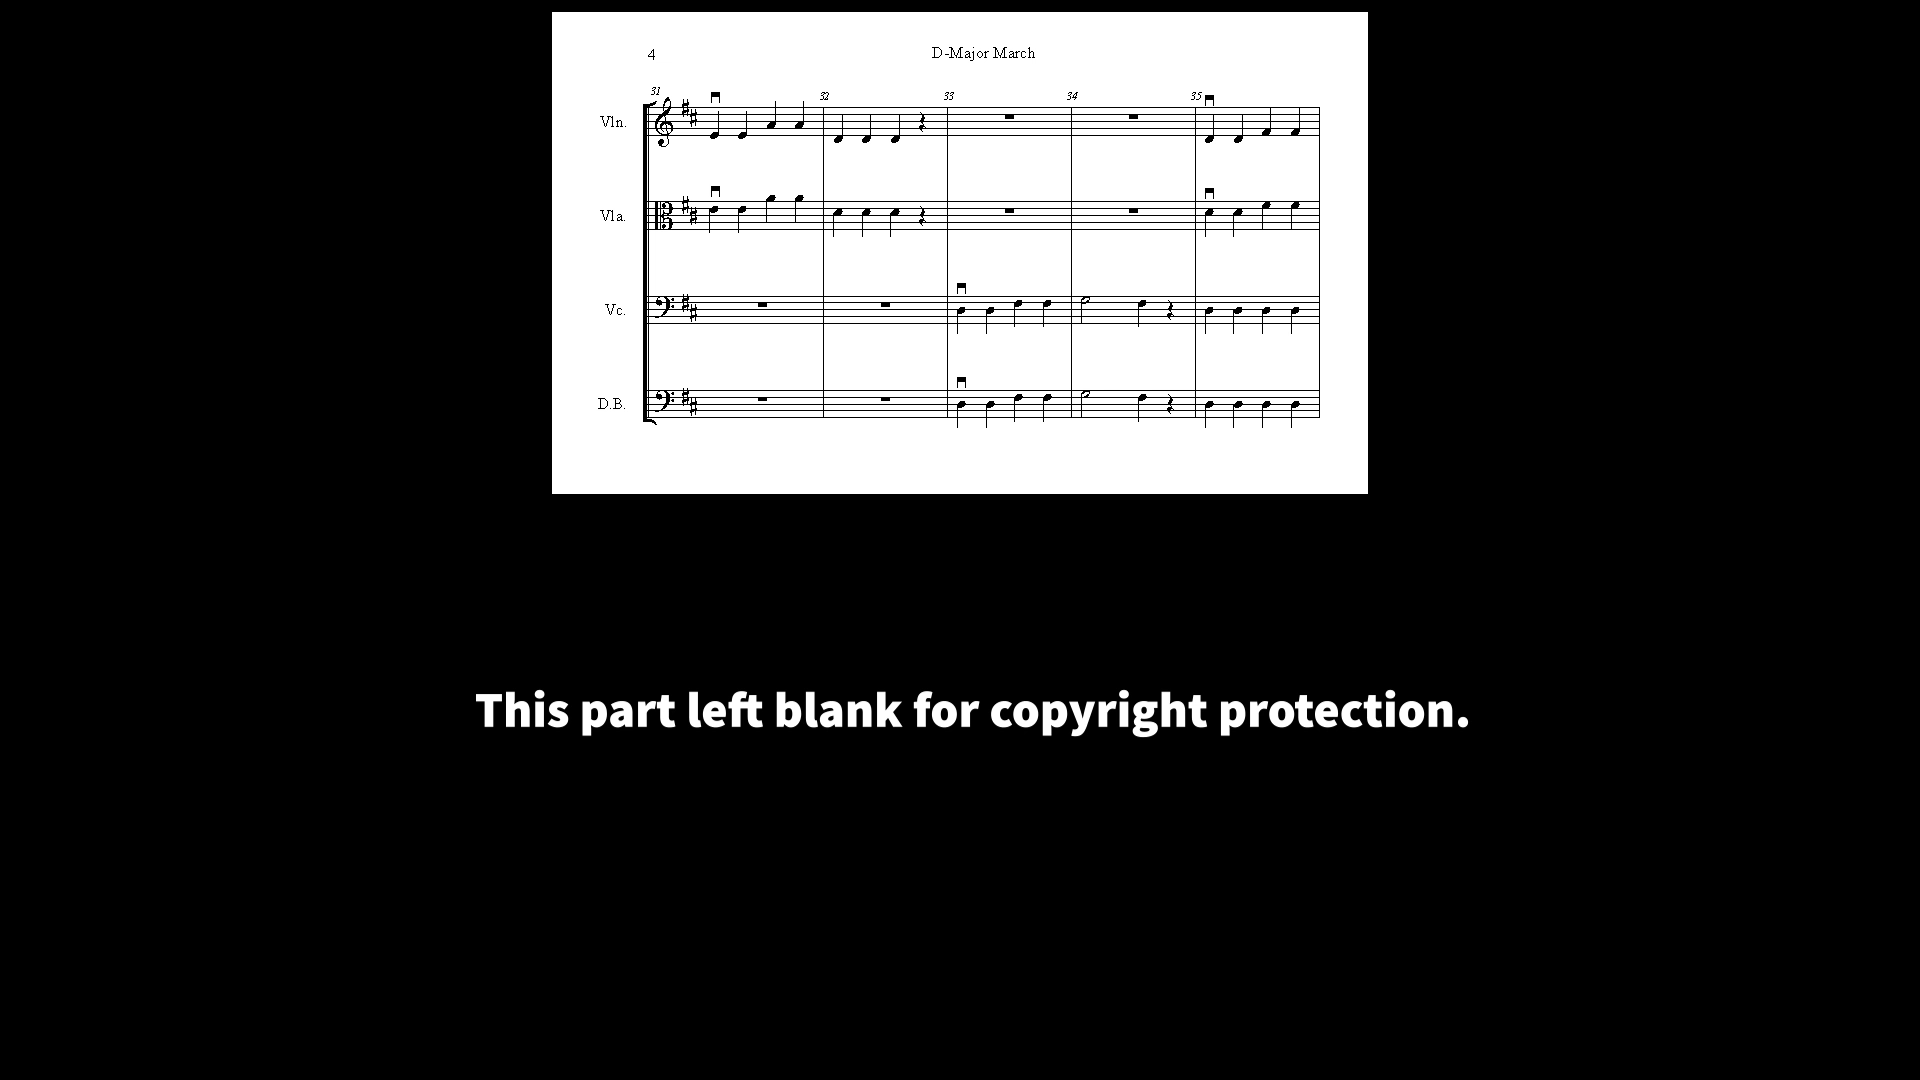 4 D-Major March
31 32 33 34 35
Vln.
Vla.
Vc.
D.B.
This part left blank for copyright protection.